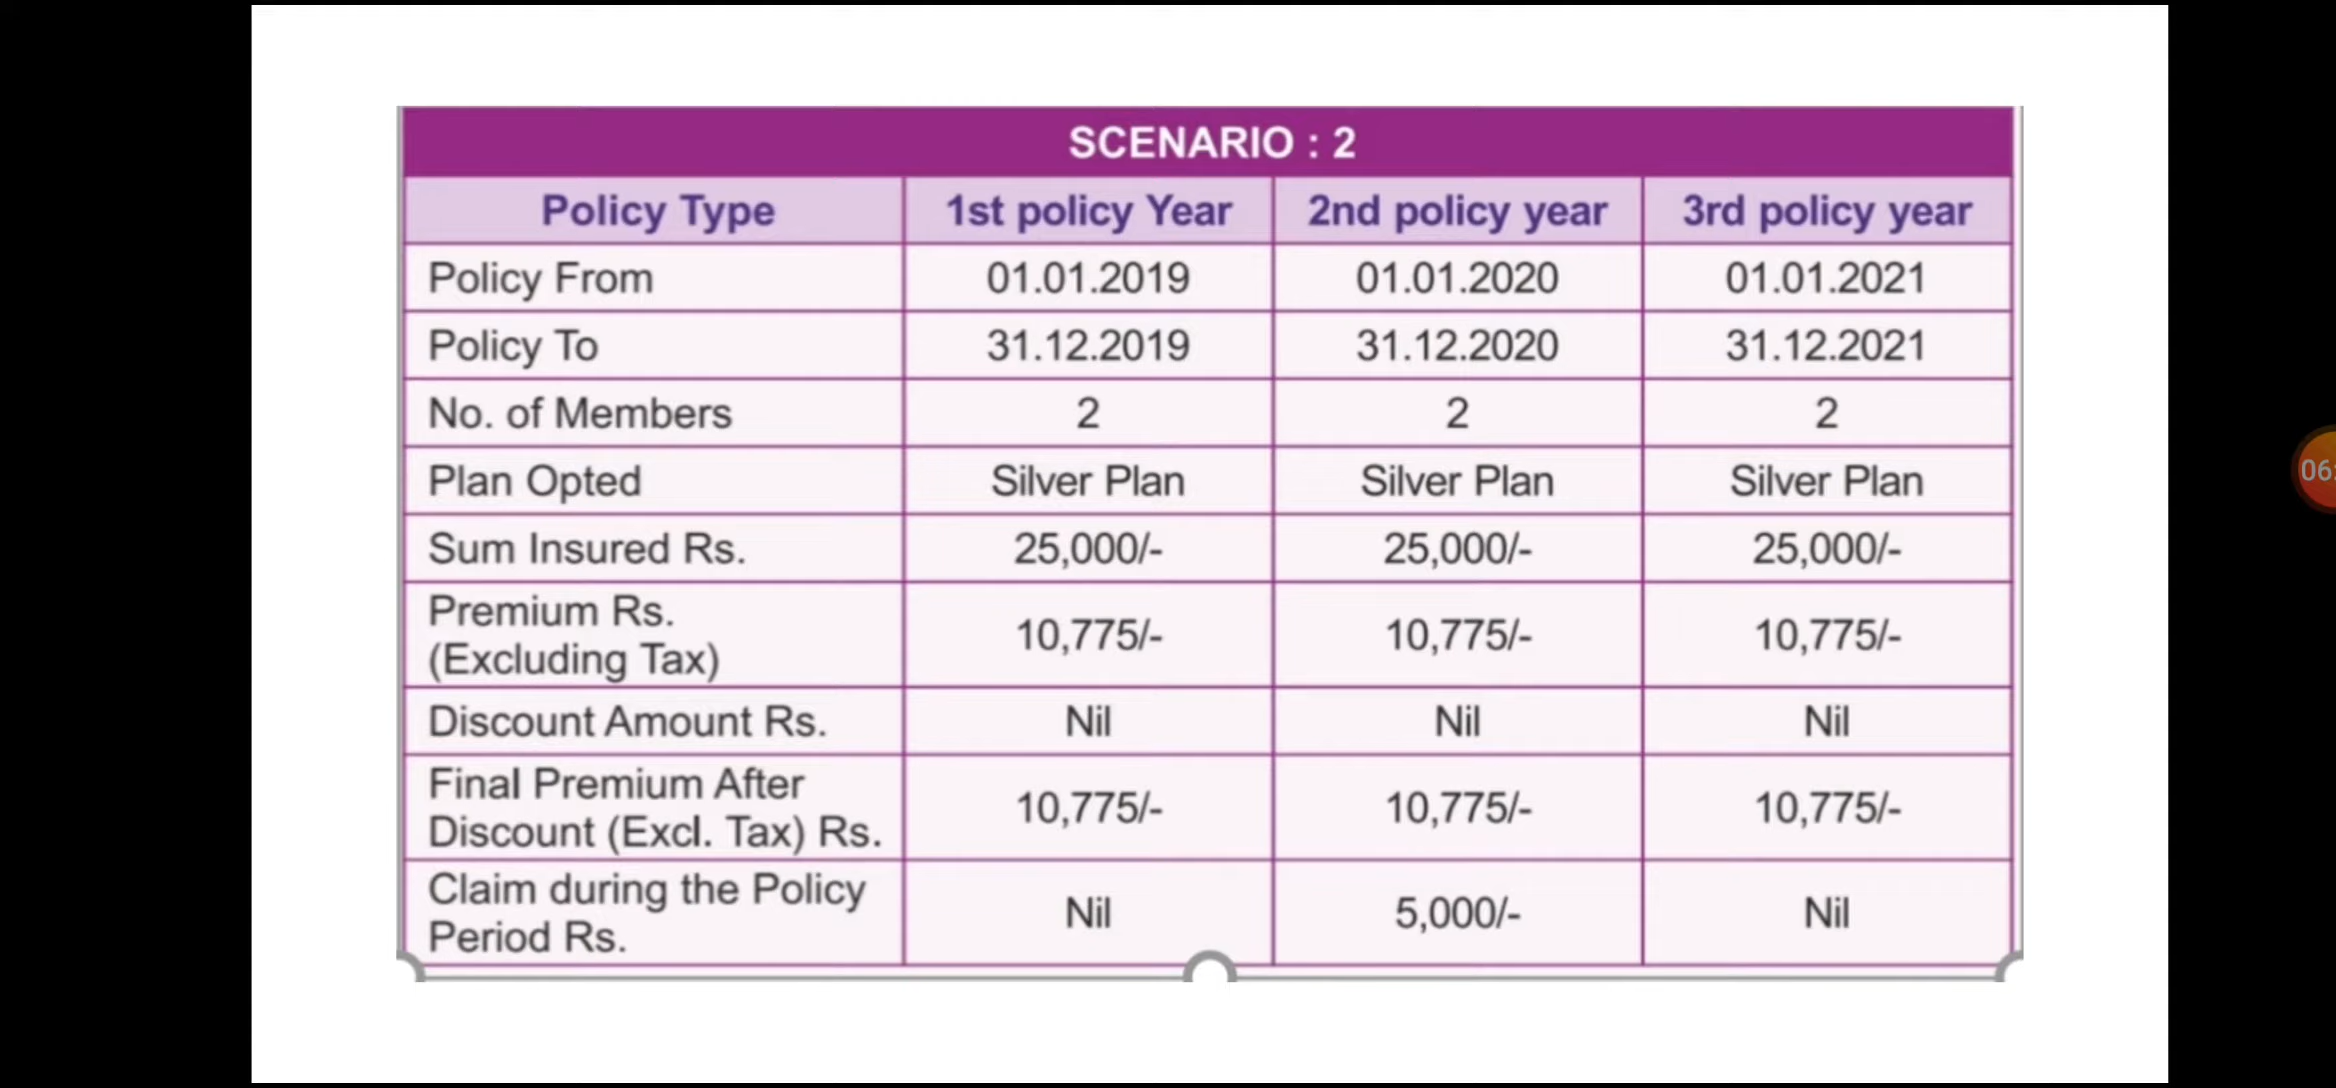 SCENARIO : 2
Policy Type 1st policy Year 2nd policy year 3rd policy year
Policy From 01.01.2019 01.01.2020 01.01.2021
Policy To 31.12.2019 31.12.2020 31.12.2021
No. of Members 2 2 2
Plan Opted Silver Plan Silver Plan Silver Plan
Sum Insured Rs. 25,000/- 25,000/- 25,000/-
Premium Rs.
(Excluding Tax) 10,775/- 10,775/- 10,775/-
Discount Amount Rs. Nil Nil Nil
Final Premium After
Discount (Excl. Tax) Rs. 10,775/- 10,775/- 10,775/-
Claim during the Policy
Period Rs. Nil 5,000/- Nil